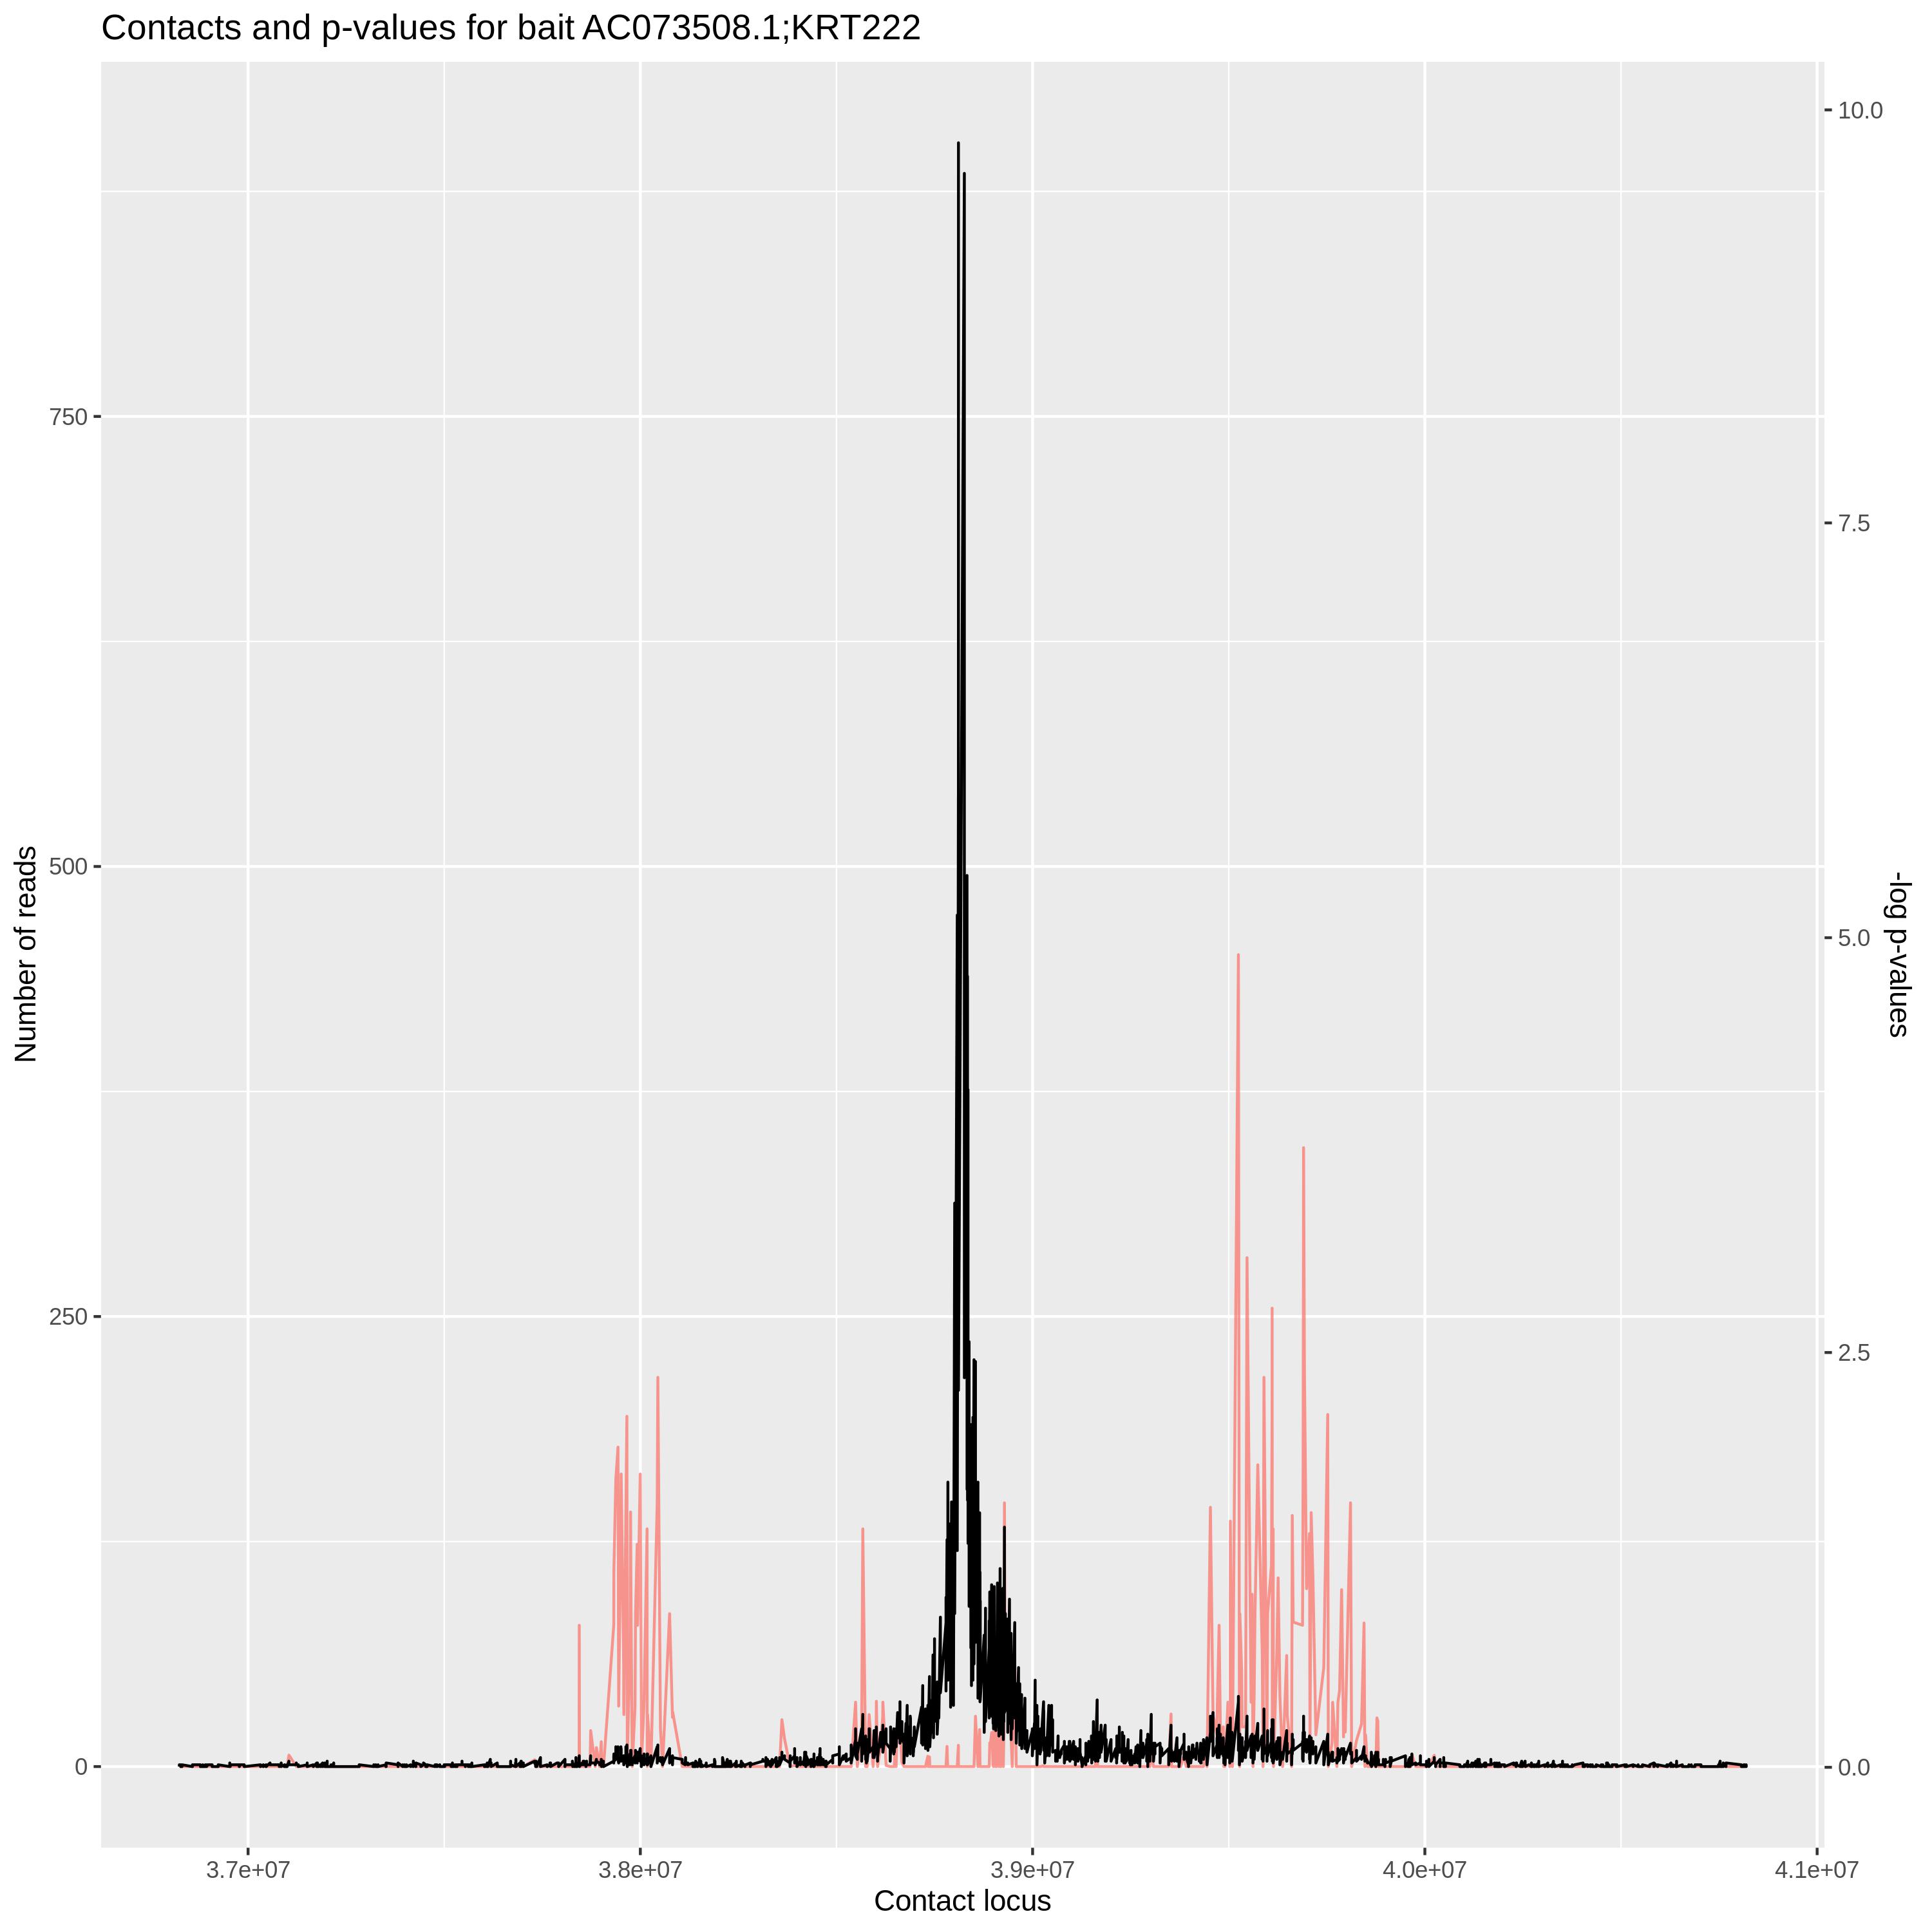 Contacts and p-values for bait AC073508.1;KRT222
10.0
750
7.5
Number of reads
500
-log p-values
5.0
250
2.5
0
0.0
3.7e+07
3.8e+07
3.9e+07
4.0e+07
4.1e+07
Contact locus